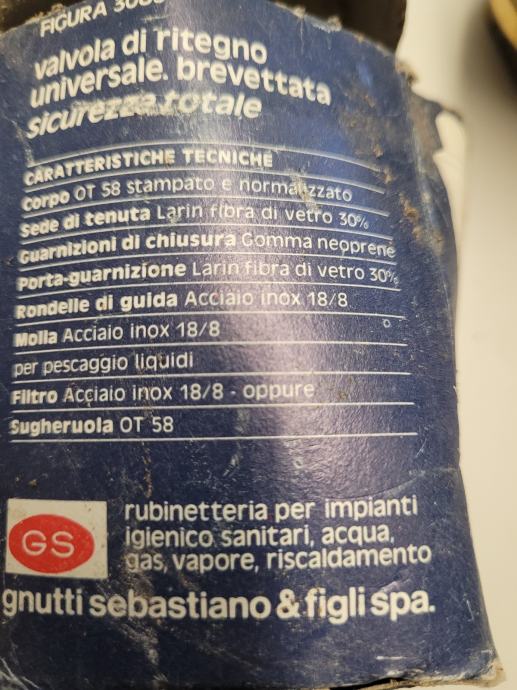 FIGURA
valvola di ritegno
universale. brevettata
sicurezza totale
CARATTERISTICHE TECNICHE
Corpo OT 58 stampato e normalizzato
Sede di tenuta Larin fibra di vetro 30%
Guarnizioni di chiusura Gomma neoprene
Porta-guarnizione Larin fibra di vetro 30%
Rondelle di guida Acciaio inox 18/8
Molla Acciaio inox 18/8
per pescaggio liquidi
Filtro Acciaio inox 18/8 - oppure
Sugheruola OT 58
GS
rubinetteria per impianti
igienico sanitari, acqua,
gas, vapore, riscaldamento
gnutti sebastiano & figli spa.